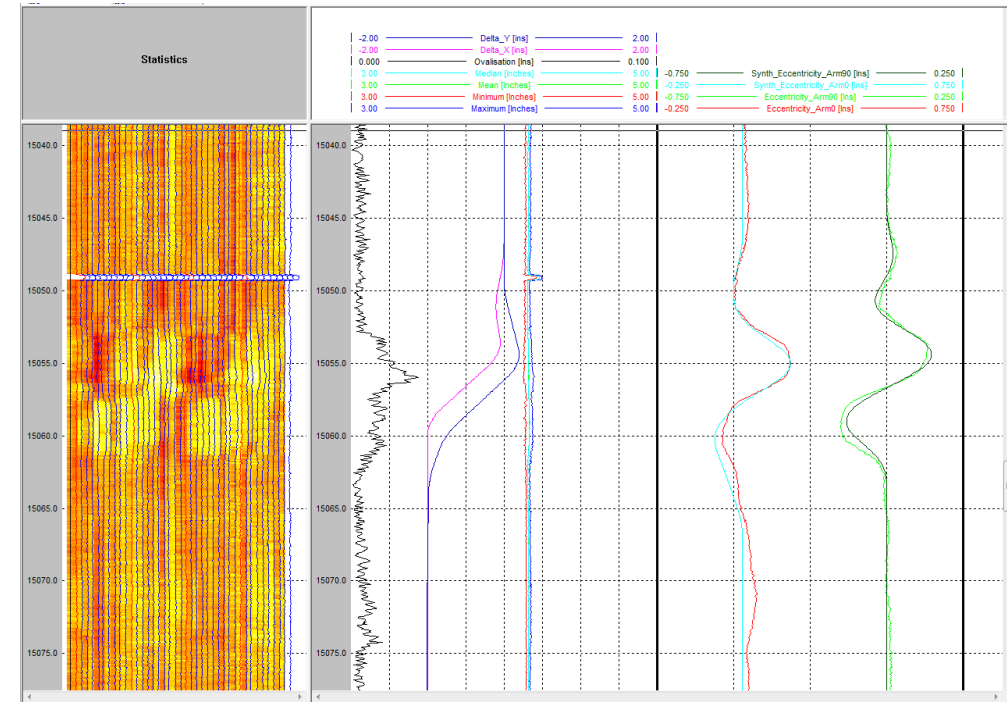 Statistics
-2.00 Delta_Y [ins] 2.00
-2.00 Delta_X [ins] 2.00
0.000 Ovalisation [Ins] 0.100
3.00 Median [Inches] 5.00 -0.750 Synth_Eccentricity_Arm90 [Ins] 0.250
3.00 Mean [Inches] 5.00 -0.250 Synth_Eccentricity_Arm0 [Ins] 0.750
3.00 Minimum [Inches] 5.00 -0.750 Eccentricity_Arm90 [Ins] 0.250
3.00 Maximum [Inches] 5.00 -0.250 Eccentricity_Arm0 [Ins] 0.750
15040.0 15040.0
15045.0 15045.0
15050.0 15050.0
15055.0 15055.0
15060.0 15060.0
15065.0 15065.0
15070.0 15070.0
15075.0 15075.0